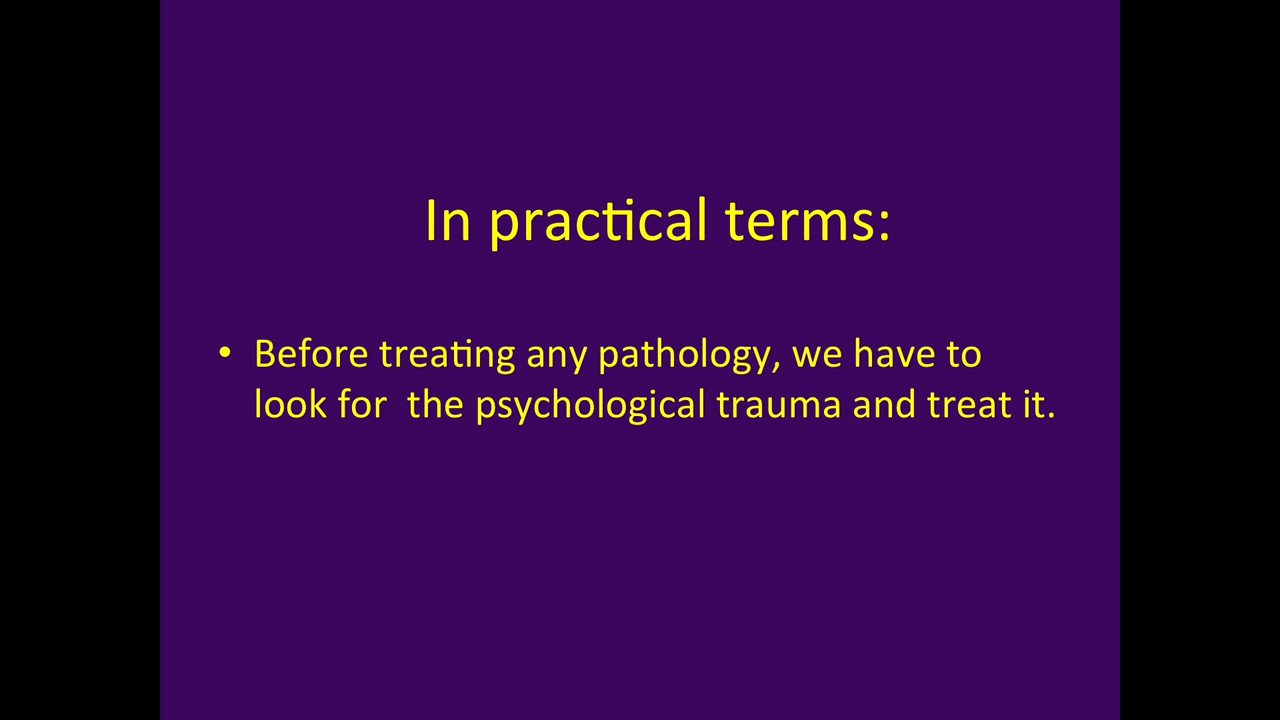 In practical terms:
• Before treating any pathology, we have to
look for  the psychological trauma and treat it.